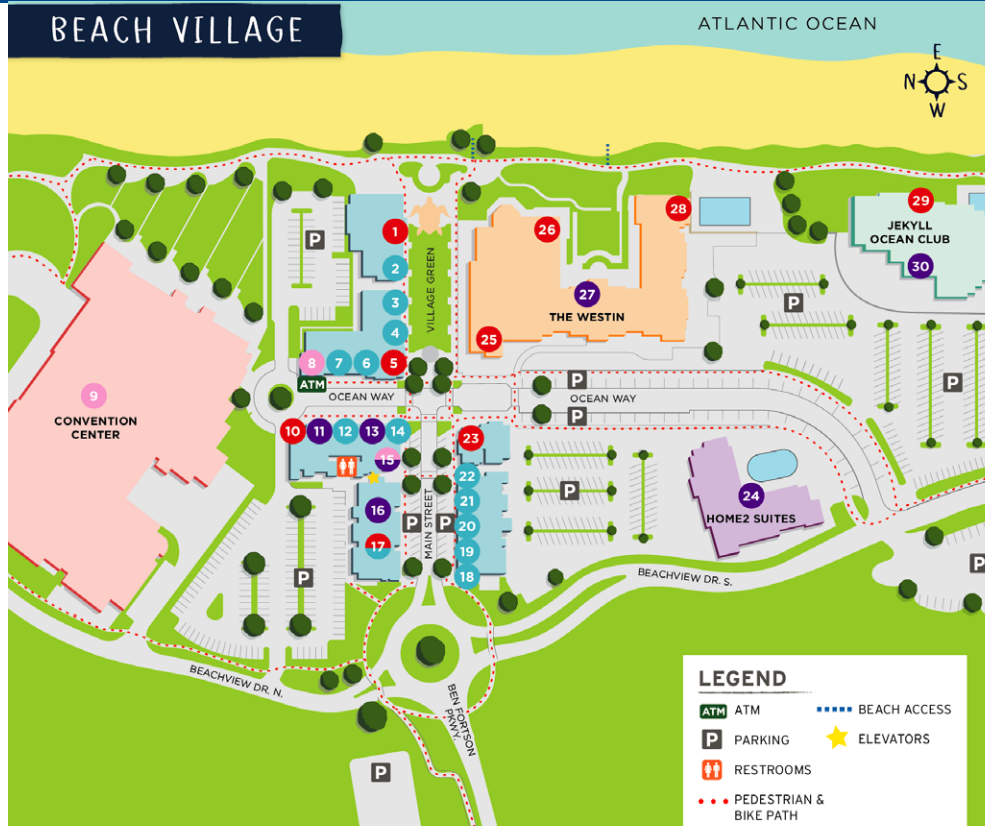 BEACH VILLAGE
ATLANTIC OCEAN
E
N S
W
29
JEKYLL
OCEAN CLUB
30
28
26
1
P
2
VILLAGE GREEN
27
THE WESTIN
3
4
P
25
8 7 6 5
ATM
OCEAN WAY
P
OCEAN WAY
P
P
9
CONVENTION
CENTER
10 11 12 13 14
15
23
22
21
20
19
18
16
17
P
MAIN STREET
P
P
24
HOME2 SUITES
P
P
BEACHVIEW DR. S.
BEACHVIEW DR. N.
BEN FORTSON
PKWY.
P
LEGEND
ATM ATM
BEACH ACCESS
P PARKING
ELEVATORS
RESTROOMS
PEDESTRIAN &
BIKE PATH